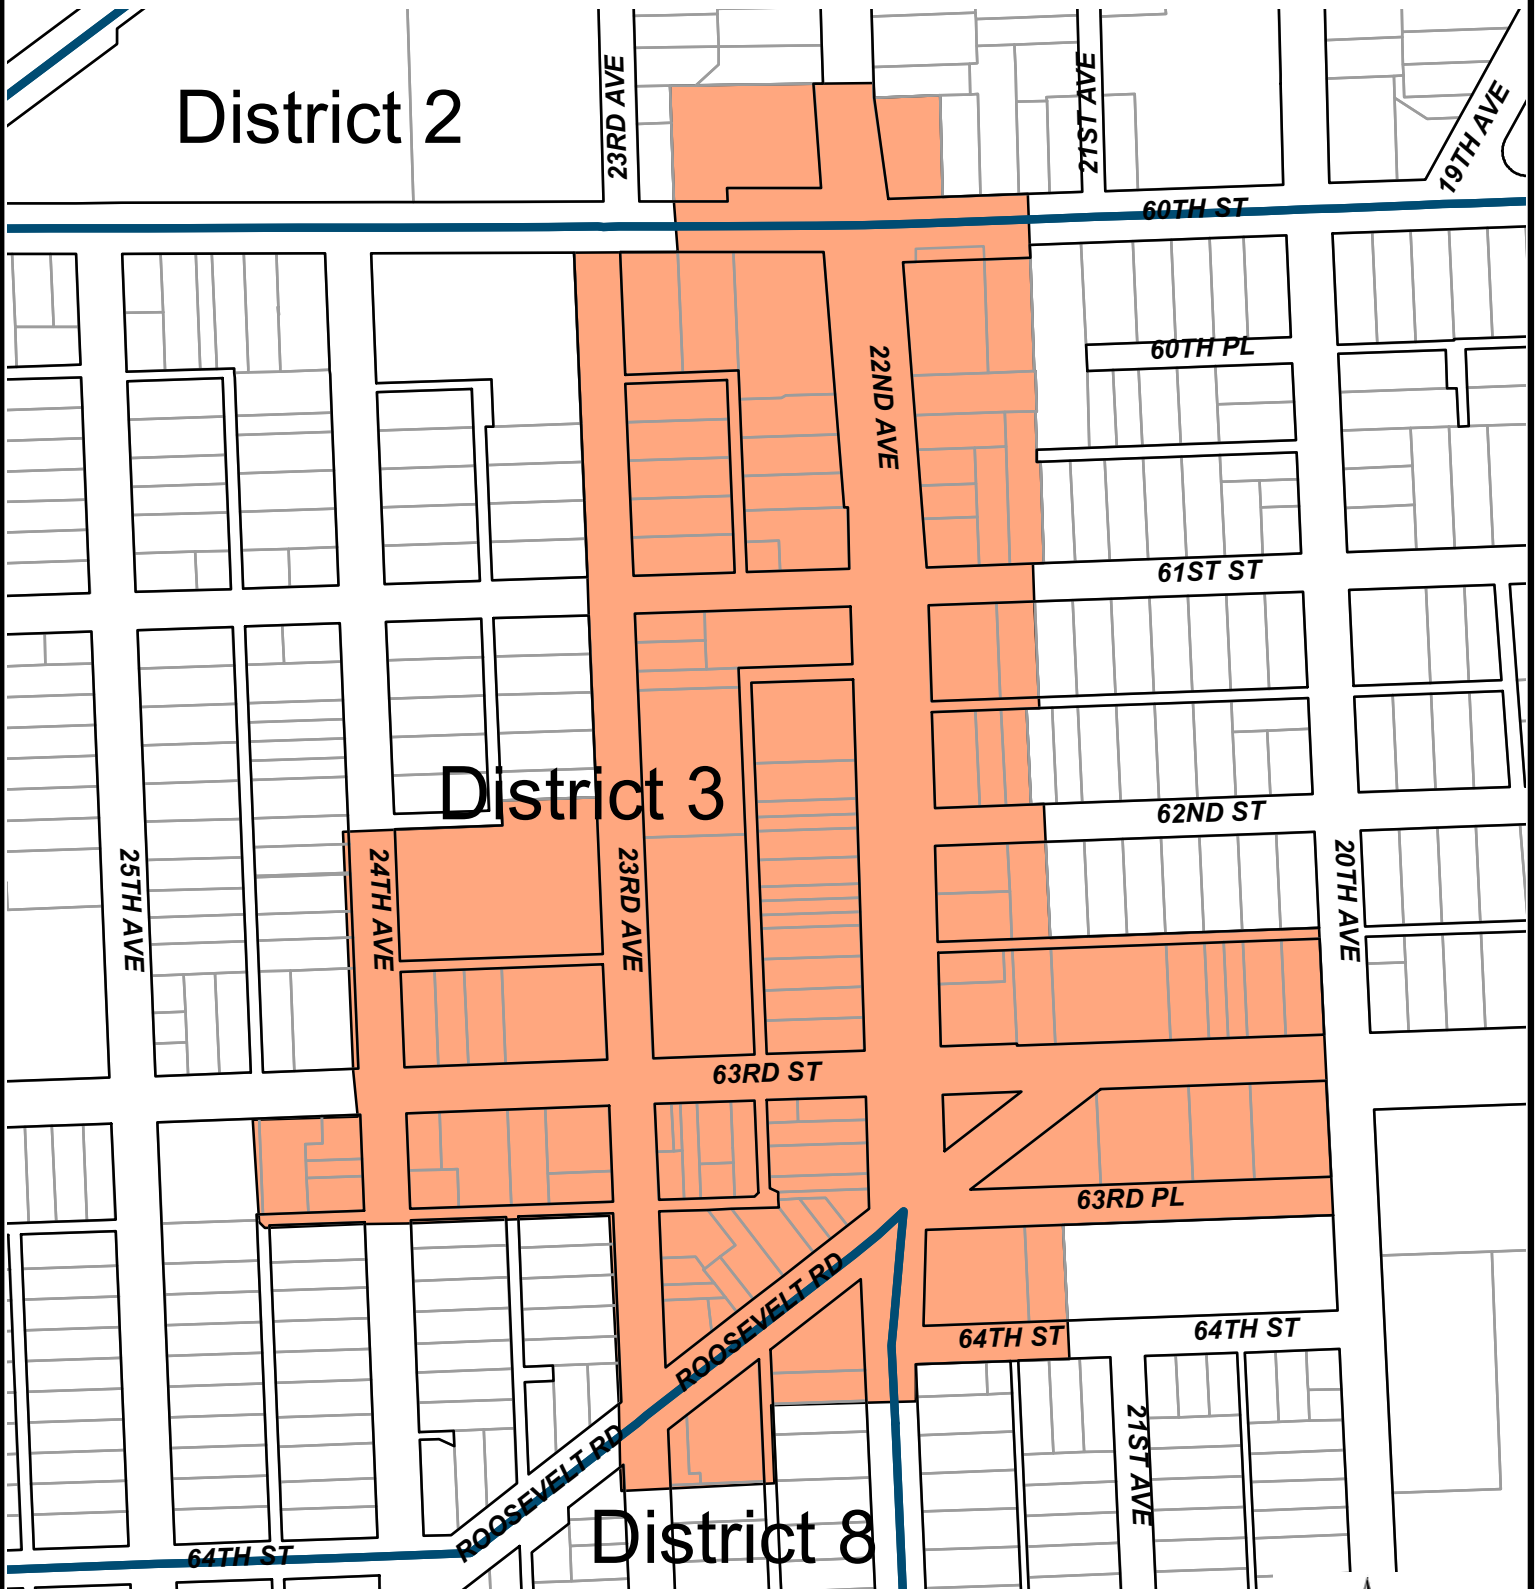 District 2
23RD AVE
21ST AVE
19TH AVE
60TH ST
60TH PL
22ND AVE
61ST ST
District 3
62ND ST
25TH AVE
24TH AVE
23RD AVE
20TH AVE
63RD ST
63RD PL
ROOSEVELT RD
64TH ST
64TH ST
21ST AVE
ROOSEVELT RD
District 8
64TH ST